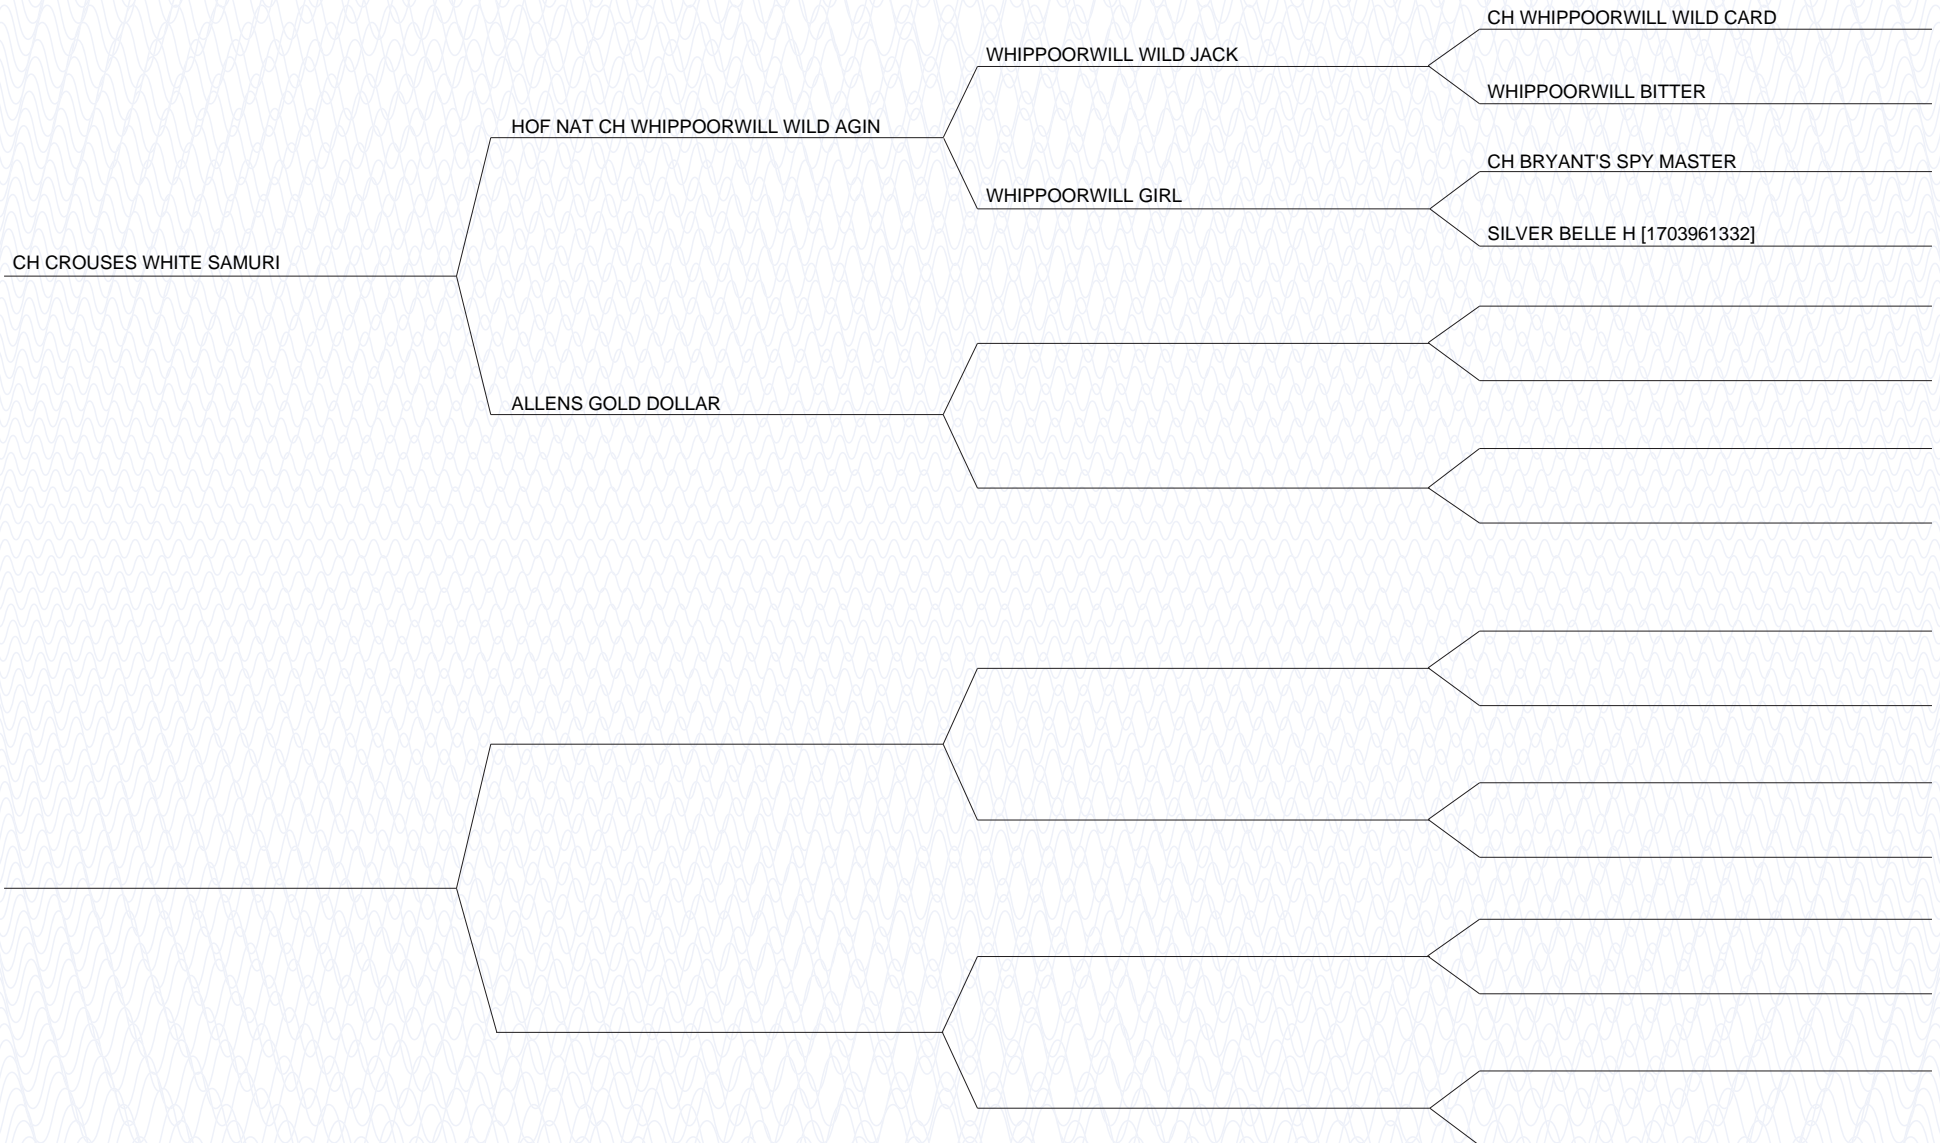 CH WHIPPOORWILL WILD CARD
WHIPPOORWILL WILD JACK
WHIPPOORWILL BITTER
HOF NAT CH WHIPPOORWILL WILD AGIN
CH BRYANT'S SPY MASTER
WHIPPOORWILL GIRL
SILVER BELLE H [1703961332]
CH CROUSES WHITE SAMURI
ALLENS GOLD DOLLAR